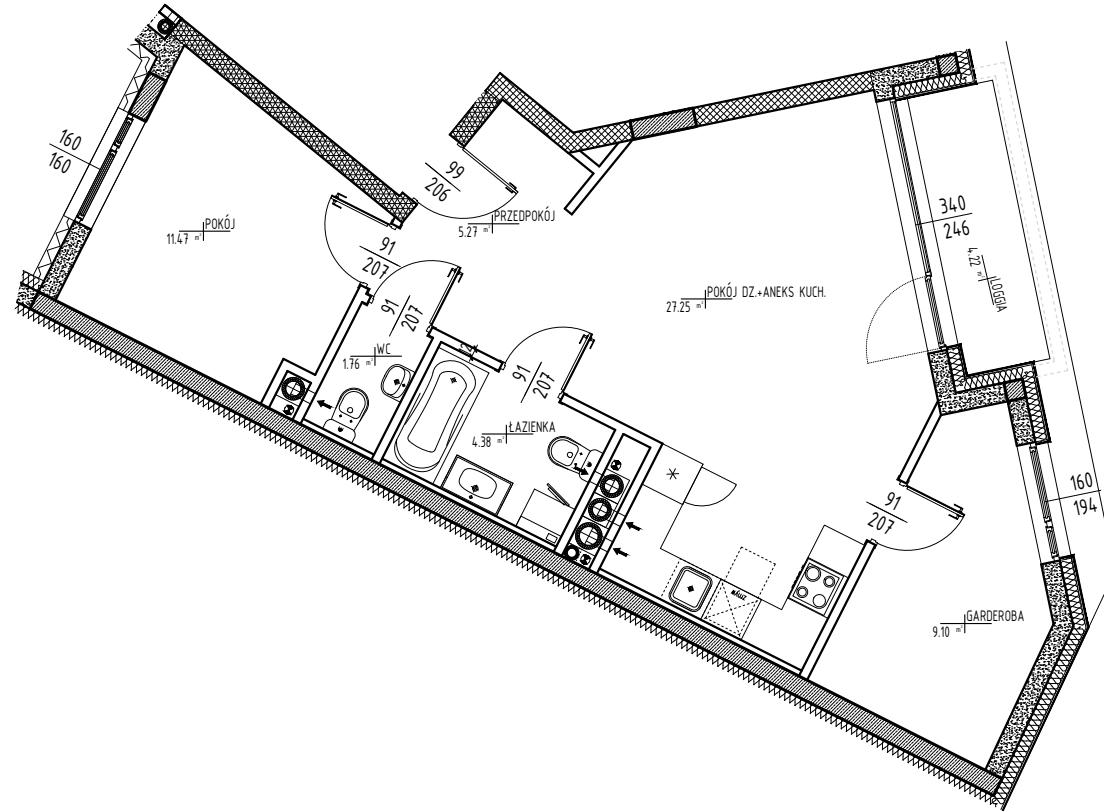 160
160
POKÓJ
11.47 m²
99
206
PRZEDPOKÓJ
5.27 m²
91
207
91
207
WC
1.76 m²
12
91
207
ŁAZIENKA
4.38 m²
POKÓJ DZ.+ANEKS KUCH.
27.25 m²
340
246
LOGGIA
4.22 m²
160
194
91
207
GARDEROBA
9.10 m²
zmyw